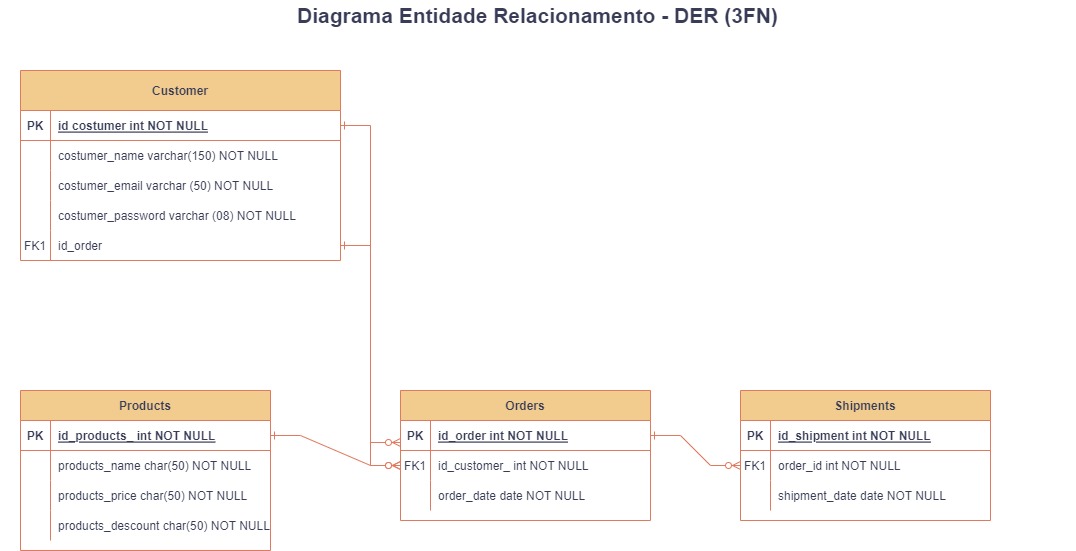 Diagrama Entidade Relacionamento - DER (3FN)
Customer
PK id costumer int NOT NULL
costumer_name varchar(150) NOT NULL
costumer_email varchar (50) NOT NULL
costumer_password varchar (08) NOT NULL
FK1 id_order
Products
PK id_products_ int NOT NULL
products_name char(50) NOT NULL
products_price char(50) NOT NULL
products_descount char(50) NOT NULL
Orders
PK id_order int NOT NULL
FK1 id_customer_ int NOT NULL
order_date date NOT NULL
Shipments
PK id_shipment int NOT NULL
FK1 order_id int NOT NULL
shipment_date date NOT NULL